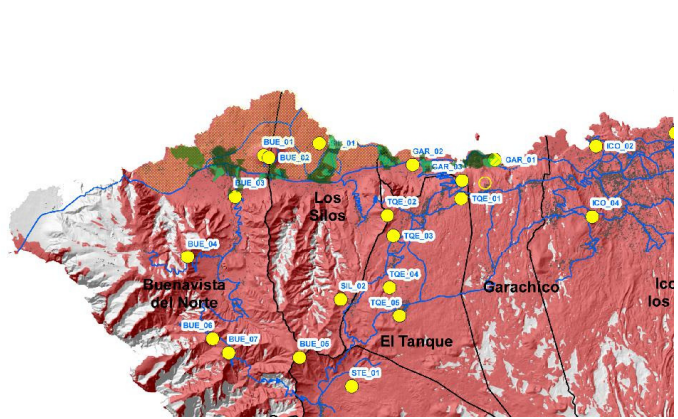 BUE_01
BUE_02
_01
GAR_02
GAR_01
ICO_02
GAR_03
BUE_03
Los
Silos
TQE_02
TQE_01
ICO_04
TQE_03
BUE_04
Buenavista
del Norte
SIL_02
TQE_04
TQE_05
Garachico
Ico
los
BUE_06
BUE_07
BUE_05
El Tanque
STE_01